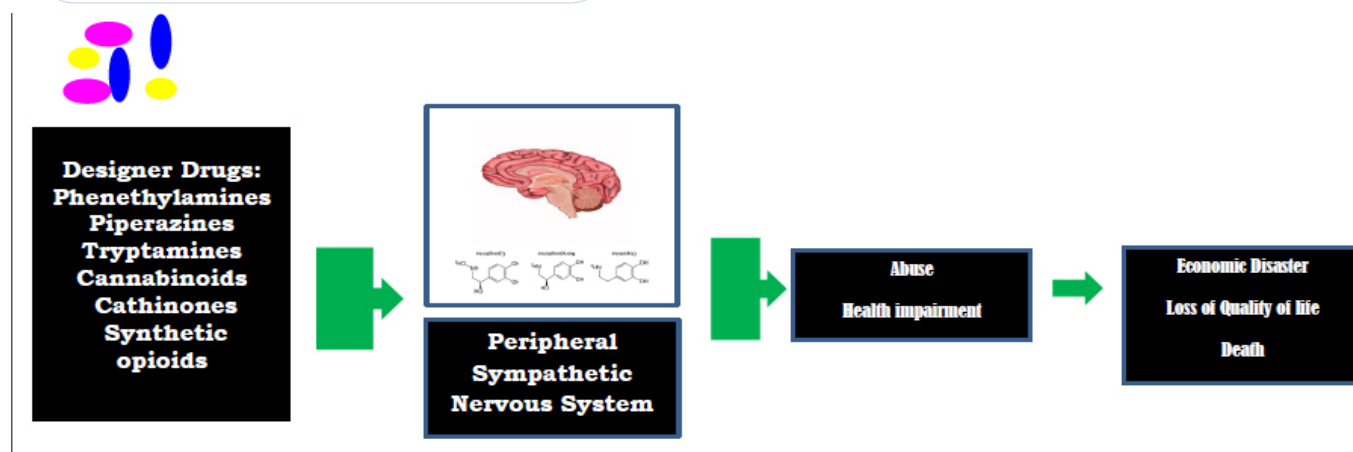 Designer Drugs:
Phenethylamines
Piperazines
Tryptamines
Cannabinoids
Cathinones
Synthetic
opioids
Peripheral
Sympathetic
Nervous System
Abuse
Health impairment
Economic Disaster
Loss of Quality of life
Death